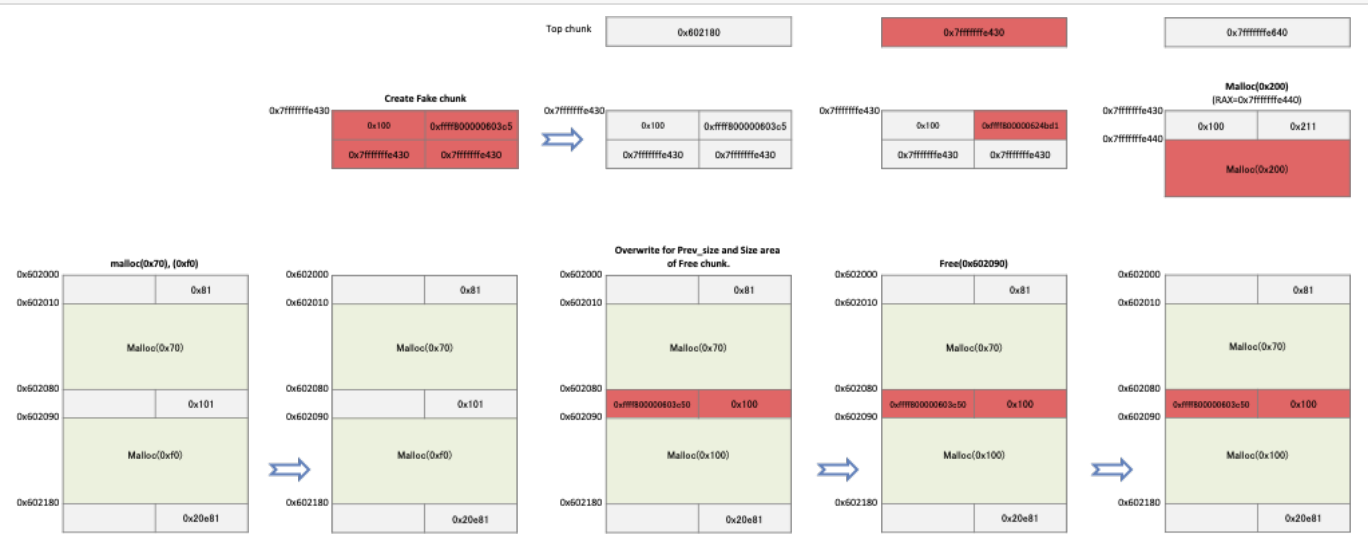 Top chunk
0x602180
0x7fffffffe430
0x7fffffffe640
Malloc(0x200)
(RAX=0x7fffffffe440)
Create Fake chunk
0x7fffffffe430
0x100
0xffff800000603c5
0x7fffffffe430
0x7fffffffe430
0x7fffffffe430
0x100
0xffff800000603c5
0x7fffffffe430
0x7fffffffe430
0x7fffffffe430
0x100
0xffff800000624bd1
0x7fffffffe430
0x7fffffffe430
0x7fffffffe430
0x100
0x211
0x7fffffffe440
Malloc(0x200)
malloc(0x70), (0xf0)
0x602000
0x81
0x602010
Malloc(0x70)
0x602080
0x101
0x602090
Malloc(0xf0)
0x602180
0x20e81
0x602000
0x81
0x602010
Malloc(0x70)
0x602080
0x101
0x602090
Malloc(0xf0)
0x602180
0x20e81
Overwrite for Prev_size and Size area
of Free chunk.
0x602000
0x81
0x602010
Malloc(0x70)
0x602080
0xffff800000603c50
0x100
0x602090
Malloc(0x100)
0x602180
0x20e81
Free(0x602090)
0x602000
0x81
0x602010
Malloc(0x70)
0x602080
0xffff800000603c50
0x100
0x602090
Malloc(0x100)
0x602180
0x20e81
0x602000
0x81
0x602010
Malloc(0x70)
0x602080
0xffff800000603c50
0x100
0x602090
Malloc(0x100)
0x602180
0x20e81